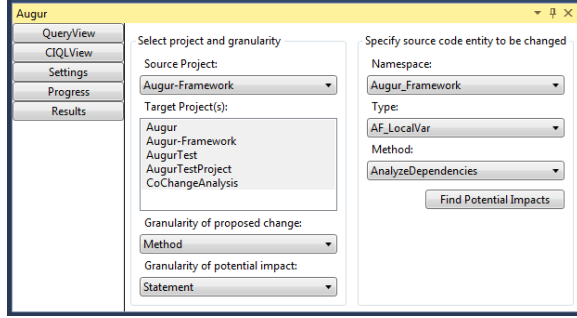 Augur
QueryView
CIQLView
Settings
Progress
Results
Select project and granularity
Source Project:
Augur-Framework
Target Project(s):
Augur
Augur-Framework
AugurTest
AugurTestProject
CoChangeAnalysis
Granularity of proposed change:
Method
Granularity of potential impact:
Statement
Specify source code entity to be changed
Namespace:
Augur_Framework
Type:
AF_LocalVar
Method:
AnalyzeDependencies
Find Potential Impacts